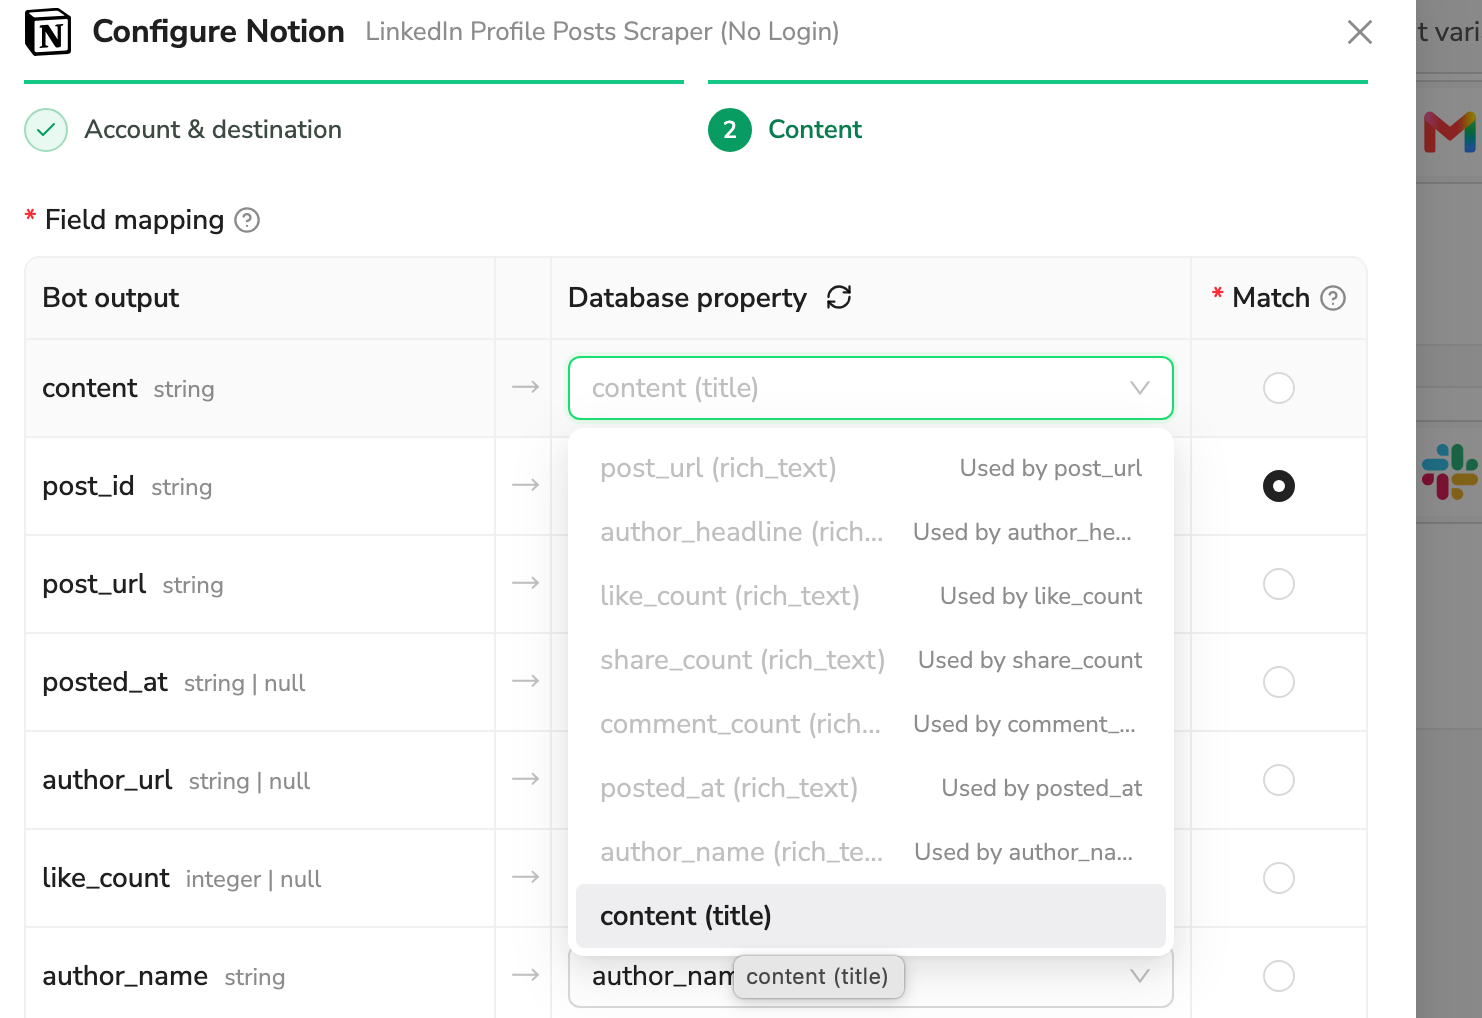 Configure Notion LinkedIn Profile Posts Scraper (No Login)
t vari
Account & destination
2 Content
* Field mapping ?
Bot output Database property * Match ?
content string → content (title)
post_url (rich_text) Used by post_url
post_id string →
author_headline (rich... Used by author_he...
post_url string →
like_count (rich_text) Used by like_count
share_count (rich_text) Used by share_count
posted_at string | null →
comment_count (rich... Used by comment_...
author_url string | null →
posted_at (rich_text) Used by posted_at
author_name (rich_te... Used by author_na...
like_count integer | null →
content (title)
author_name string → author_nam
content (title)